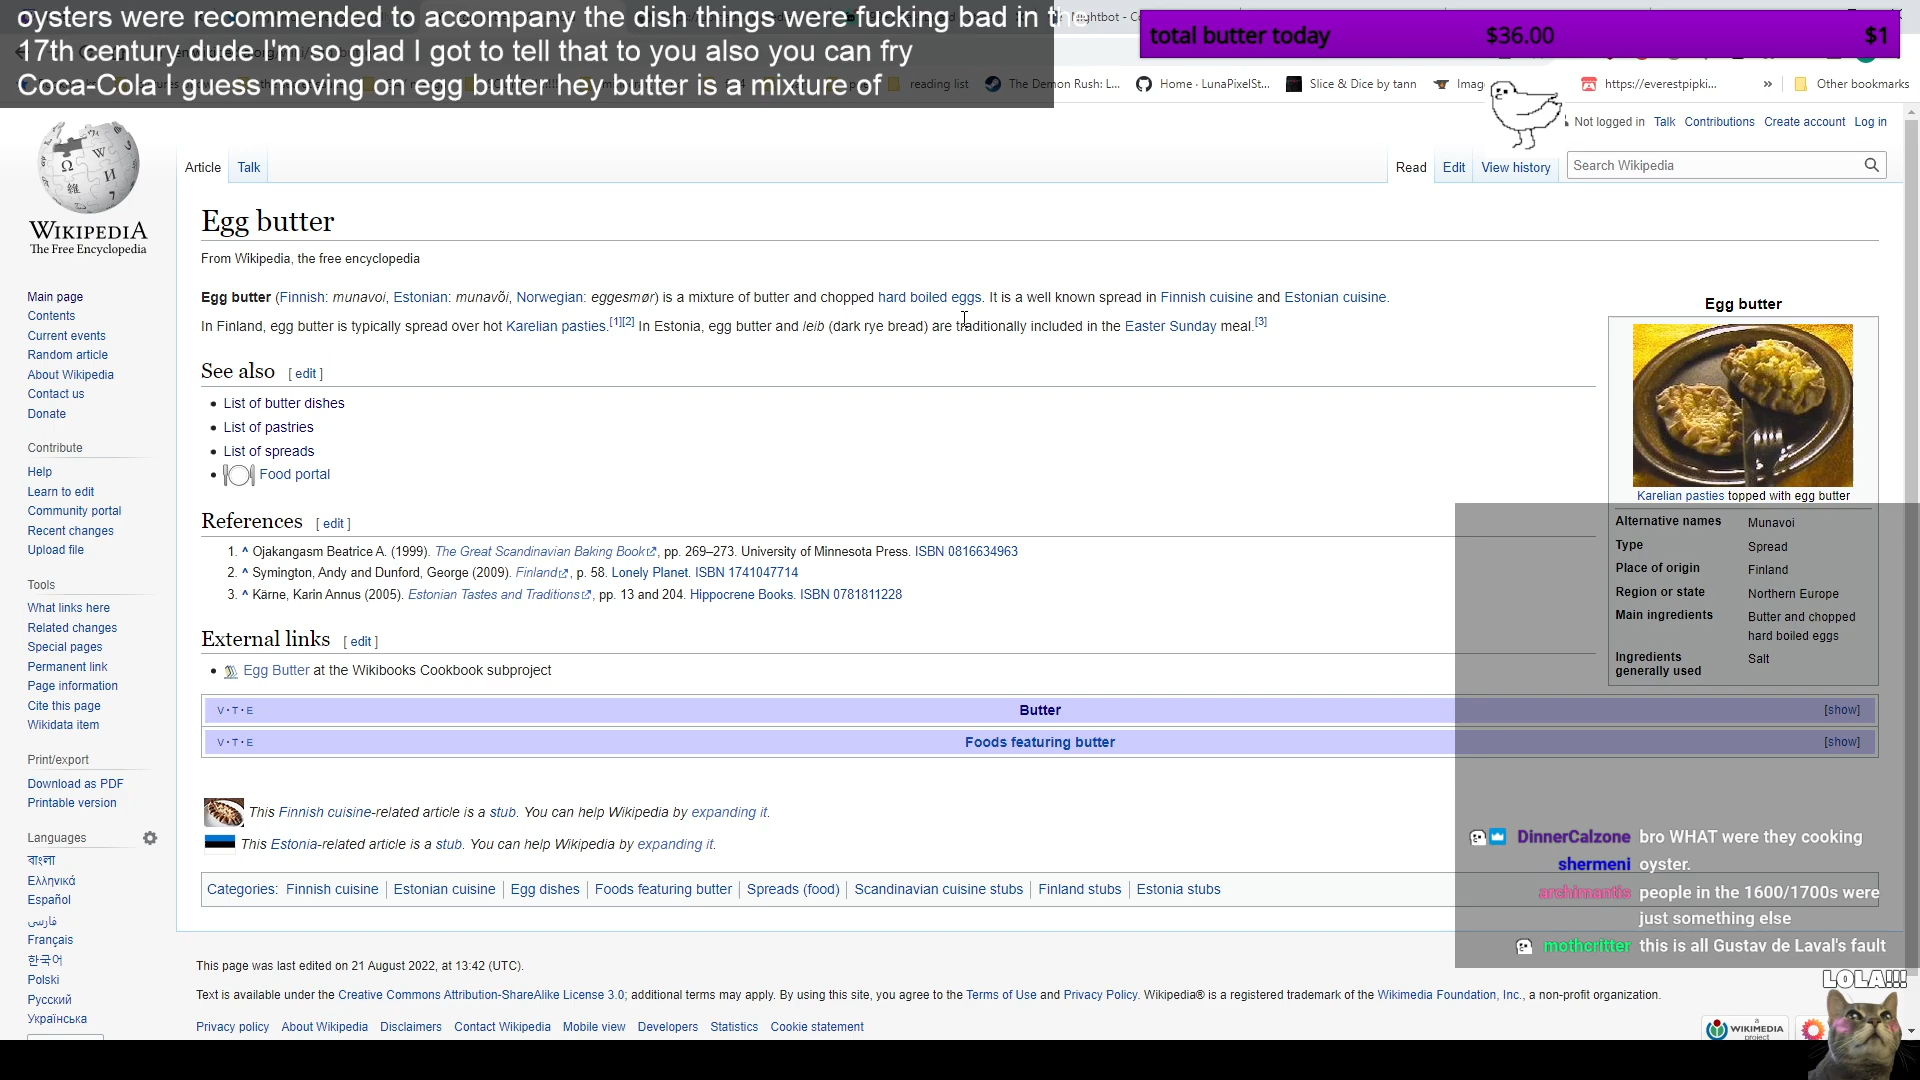 oysters were recommended to accompany the dish things were fucking bad in the
17th century dude I'm so glad I got to tell that to you also you can fry
Coca-Cola I guess moving on egg butter hey butter is a mixture of
total butter today $36.00 $1
reading list The Demon Rush: L... Home · LunaPixelSt... Slice & Dice by tann Imag https://everestpipki... » Other bookmarks
Not logged in Talk Contributions Create account Log in
Article Talk Read Edit View history Search Wikipedia
WIKIPEDIA
The Free Encyclopedia
Main page
Contents
Current events
Random article
About Wikipedia
Contact us
Donate
Contribute
Help
Learn to edit
Community portal
Recent changes
Upload file
Tools
What links here
Related changes
Special pages
Permanent link
Page information
Cite this page
Wikidata item
Print/export
Download as PDF
Printable version
Languages
বাংলা
Ελληνικά
Español
فارسی
Français
한국어
Polski
Русский
Українська
Egg butter
From Wikipedia, the free encyclopedia
Egg butter (Finnish: munavoi, Estonian: munavõi, Norwegian: eggesmør) is a mixture of butter and chopped hard boiled eggs. It is a well known spread in Finnish cuisine and Estonian cuisine.
In Finland, egg butter is typically spread over hot Karelian pasties.[1][2] In Estonia, egg butter and leib (dark rye bread) are traditionally included in the Easter Sunday meal.[3]
See also [ edit ]
• List of butter dishes
• List of pastries
• List of spreads
• Food portal
References [ edit ]
1. ^ Ojakangasm Beatrice A. (1999). The Great Scandinavian Baking Book, pp. 269–273. University of Minnesota Press. ISBN 0816634963
2. ^ Symington, Andy and Dunford, George (2009). Finland, p. 58. Lonely Planet. ISBN 1741047714
3. ^ Kärne, Karin Annus (2005). Estonian Tastes and Traditions, pp. 13 and 204. Hippocrene Books. ISBN 0781811228
External links [ edit ]
• Egg Butter at the Wikibooks Cookbook subproject
V·T·E Butter [show]
V·T·E Foods featuring butter [show]
This Finnish cuisine-related article is a stub. You can help Wikipedia by expanding it.
This Estonia-related article is a stub. You can help Wikipedia by expanding it.
Categories: Finnish cuisine | Estonian cuisine | Egg dishes | Foods featuring butter | Spreads (food) | Scandinavian cuisine stubs | Finland stubs | Estonia stubs
Egg butter
Karelian pasties topped with egg butter
Alternative names Munavoi
Type Spread
Place of origin Finland
Region or state Northern Europe
Main ingredients Butter and chopped
hard boiled eggs
Ingredients Salt
generally used
DinnerCalzone bro WHAT were they cooking
shermeni oyster.
archimantis people in the 1600/1700s were
just something else
mothcritter this is all Gustav de Laval's fault
LOLA!!!
This page was last edited on 21 August 2022, at 13:42 (UTC).
Text is available under the Creative Commons Attribution-ShareAlike License 3.0; additional terms may apply. By using this site, you agree to the Terms of Use and Privacy Policy. Wikipedia® is a registered trademark of the Wikimedia Foundation, Inc., a non-profit organization.
Privacy policy About Wikipedia Disclaimers Contact Wikipedia Mobile view Developers Statistics Cookie statement
a
WIKIMEDIA
project